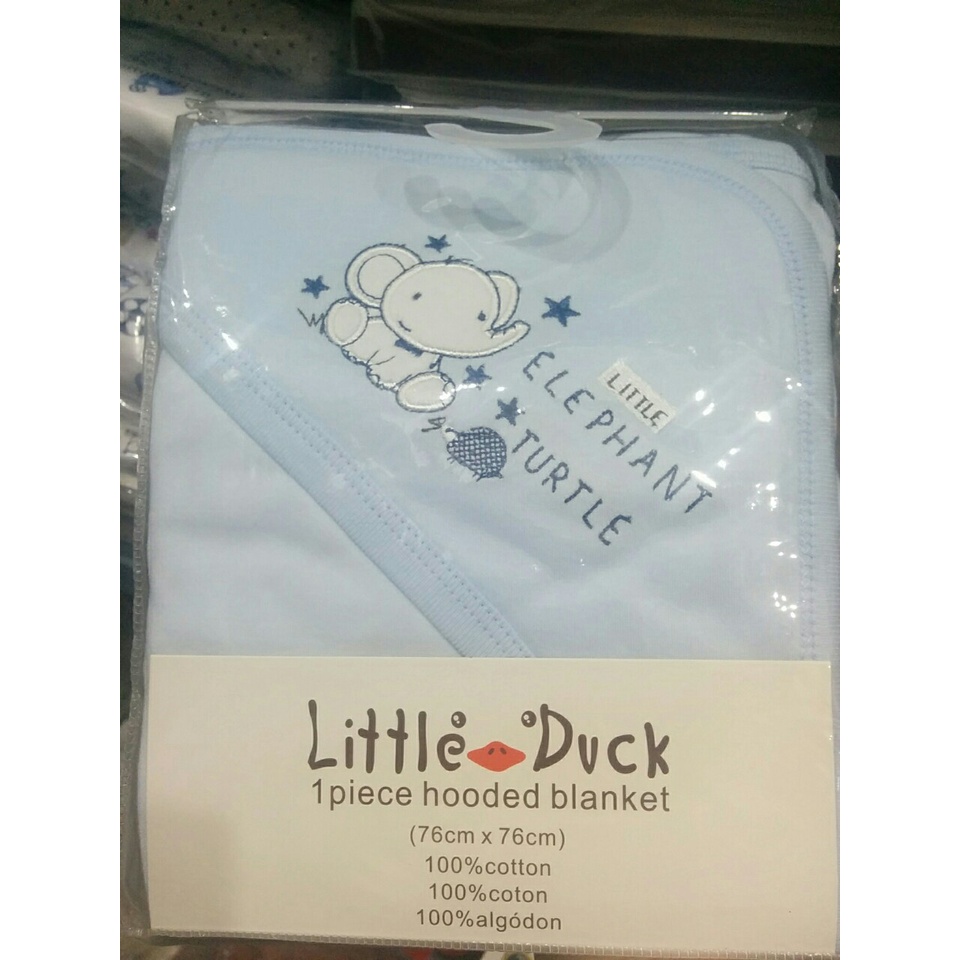 LITTLE
ELEPHANT
TURTLE
Little Duck
1piece hooded blanket
(76cm x 76cm)
100%cotton
100%coton
100%algódon